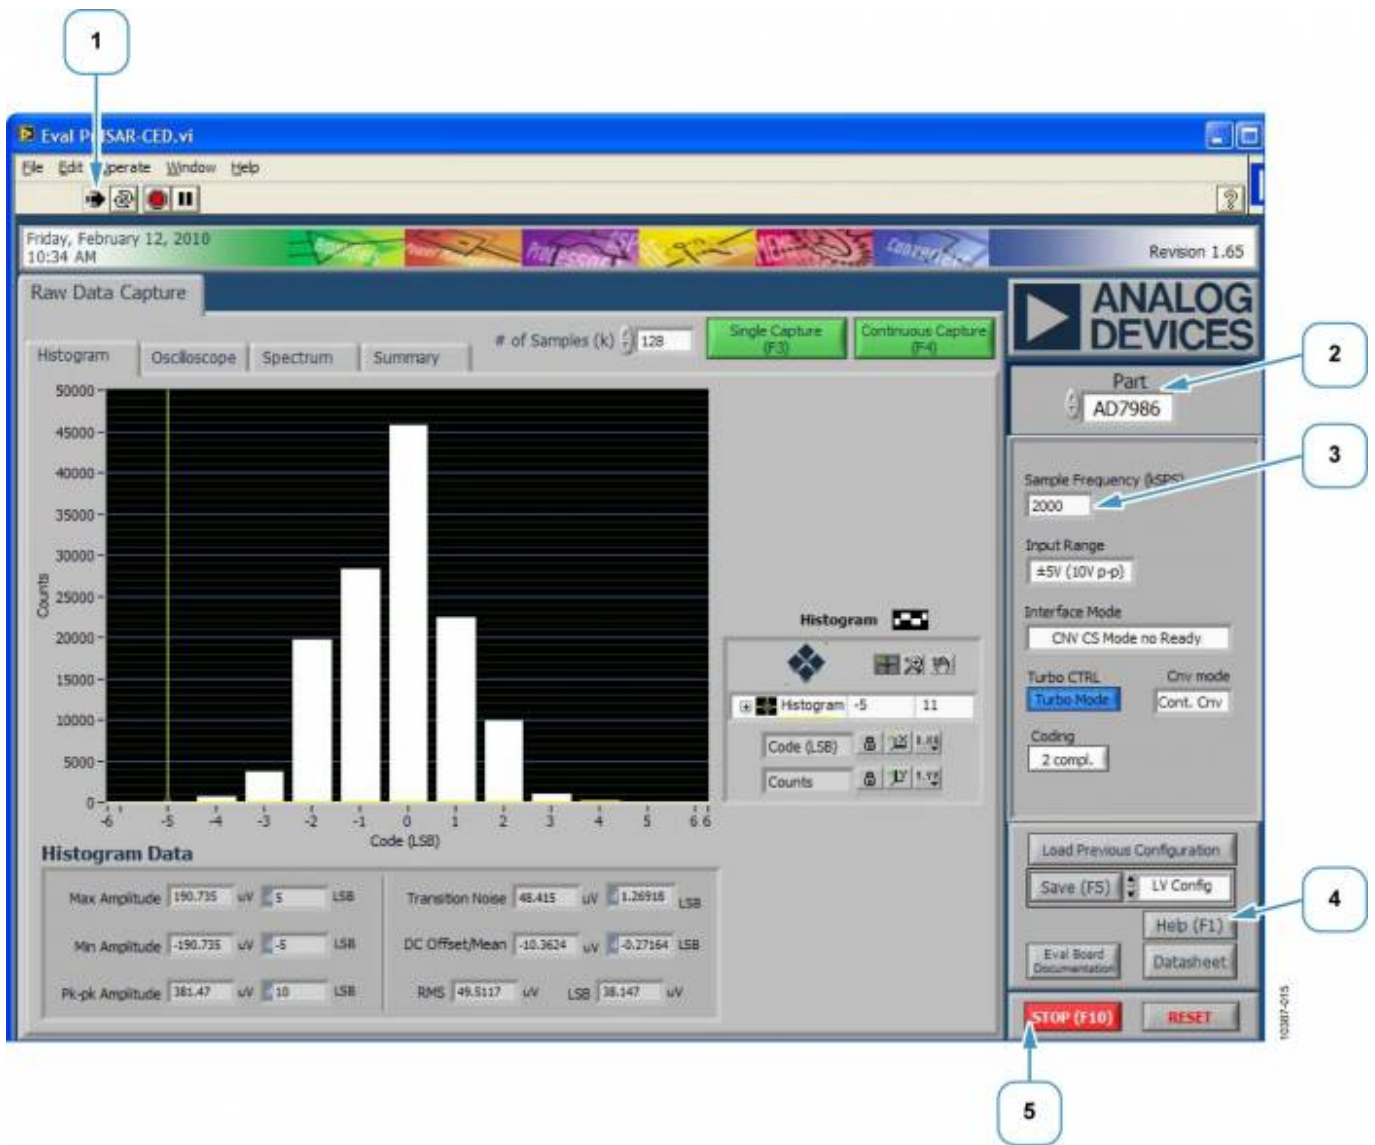 1
Eval PulSAR-CED.vi
File Edit Operate Window Help
Friday, February 12, 2010
10:34 AM
Revision 1.65
Raw Data Capture
ANALOG
DEVICES
# of Samples (k) 128
Single Capture
(F3)
Continuous Capture
(F4)
Histogram Oscilloscope Spectrum Summary
2
Part
AD7986
3
50000
45000
40000
35000
30000
25000
20000
15000
10000
5000
0
Counts
-6 -5 -4 -3 -2 -1 0 1 2 3 4 5 6 6
Code (LSB)
Sample Frequency (kSPS)
2000
Input Range
±5V (10V p-p)
Interface Mode
CNV CS Mode no Ready
Turbo CTRL Cnv mode
Turbo Mode Cont. Cnv
Coding
2 compl.
Histogram
Histogram -5 11
Code (LSB)
Counts
Histogram Data
Max Amplitude 190.735 uV 5 LSB
Min Amplitude -190.735 uV -5 LSB
Pk-pk Amplitude 381.47 uV 10 LSB
Transition Noise 48.415 uV 1.26918 LSB
DC Offset/Mean -10.3624 uV -0.27164 LSB
RMS 49.5117 uV LSB 38.147 uV
Load Previous Configuration
Save (F5) LV Config
4
Help (F1)
Eval Board
Documentation
Datasheet
STOP (F10) RESET
10387-015
5